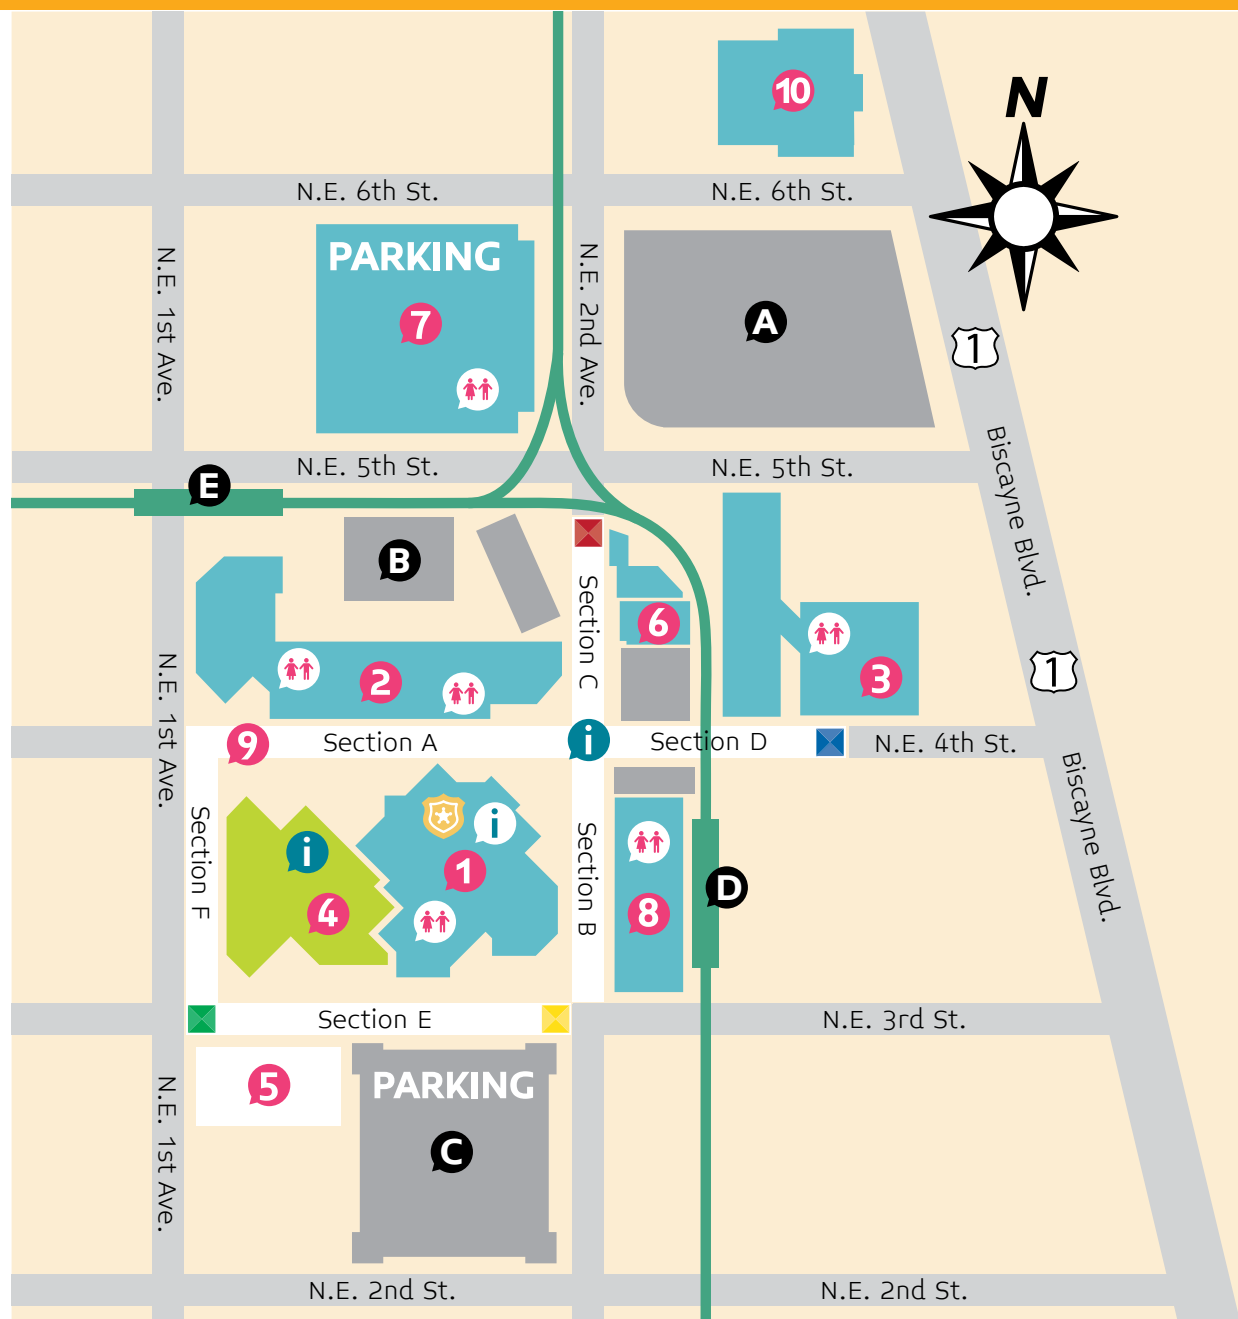 10
N
N.E. 6th St.
N.E. 6th St.
PARKING
N.E. 1st Ave.
N.E. 2nd Ave.
7
A
1
N.E. 5th St.
N.E. 5th St.
Biscayne Blvd.
E
B
Section C
6
2
3
1
N.E. 1st Ave.
9
Section A
i
Section D
N.E. 4th St.
Biscayne Blvd.
Section F
i
i
1
Section B
4
8
D
Section E
N.E. 3rd St.
5
PARKING
C
N.E. 1st Ave.
N.E. 2nd St.
N.E. 2nd St.